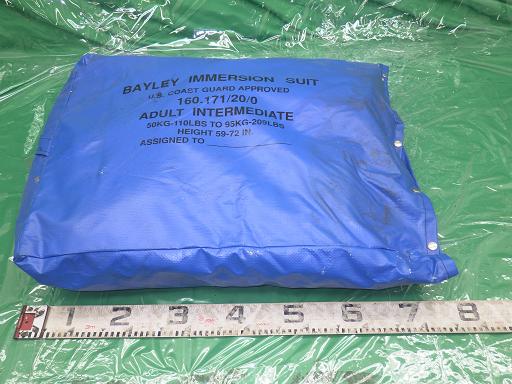 BAYLEY IMMERSION SUIT
U.S. COAST GUARD APPROVED
160.171/20/0
ADULT INTERMEDIATE
50KG-110LBS TO 95KG-209LBS
HEIGHT 59-72 IN.
ASSIGNED TO
1 2 3 4 5 6 7 8